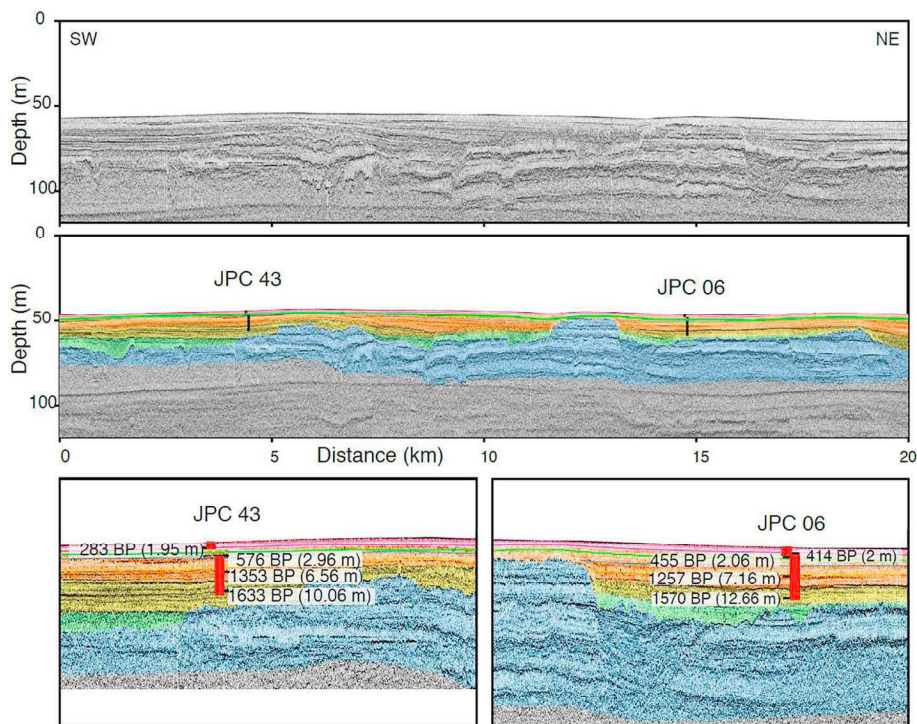 0
SW
NE
Depth (m)
50
100
0
JPC 43
JPC 06
Depth (m)
50
100
0
5
Distance (km)
10
15
20
JPC 43
JPC 06
283 BP (1.95 m)
576 BP (2.96 m)
1353 BP (6.56 m)
1633 BP (10.06 m)
455 BP (2.06 m)
414 BP (2 m)
1257 BP (7.16 m)
1570 BP (12.66 m)